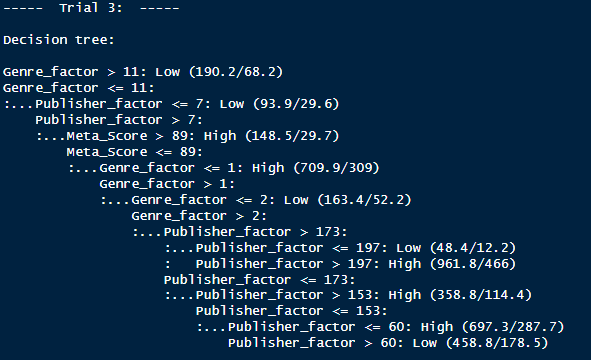 -----  Trial 3:  -----
Decision tree:
Genre_factor > 11: Low (190.2/68.2)
Genre_factor <= 11:
:...Publisher_factor <= 7: Low (93.9/29.6)
    Publisher_factor > 7:
    :...Meta_Score > 89: High (148.5/29.7)
        Meta_Score <= 89:
        :...Genre_factor <= 1: High (709.9/309)
            Genre_factor > 1:
            :...Genre_factor <= 2: Low (163.4/52.2)
                Genre_factor > 2:
                :...Publisher_factor > 173:
                    :...Publisher_factor <= 197: Low (48.4/12.2)
                    :   Publisher_factor > 197: High (961.8/466)
                    Publisher_factor <= 173:
                    :...Publisher_factor > 153: High (358.8/114.4)
                        Publisher_factor <= 153:
                        :...Publisher_factor <= 60: High (697.3/287.7)
                            Publisher_factor > 60: Low (458.8/178.5)